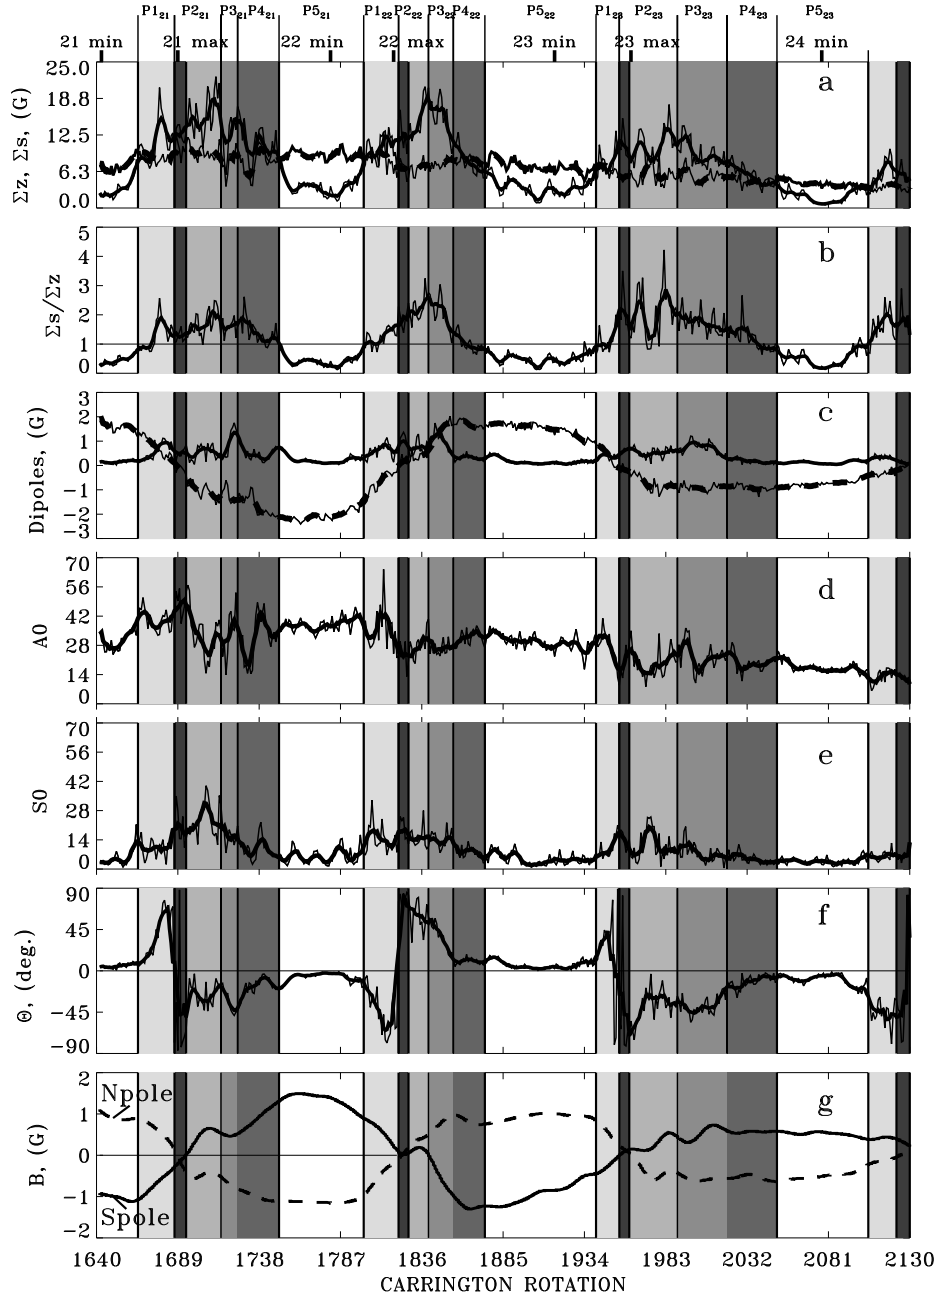 P1₂₁ P2₂₁ P3₂₁ P4₂₁ P5₂₁ P1₂₂ P2₂₂ P3₂₂ P4₂₂ P5₂₂ P1₂₃ P2₂₃ P3₂₃ P4₂₃ P5₂₃
21 min 21 max 22 min 22 max 23 min 23 max 24 min
Σz, Σs, (G)
25.0
18.8
12.5
6.3
0.0
a
Σs/Σz
5
4
3
2
1
0
b
Dipoles, (G)
3
2
1
0
−1
−2
−3
c
A0
70
56
42
28
14
0
d
S0
70
56
42
28
14
0
e
Θ, (deg.)
90
45
0
−45
−90
f
B, (G)
2
1
0
−1
−2
Npole
Spole
g
1640 1689 1738 1787 1836 1885 1934 1983 2032 2081 2130
CARRINGTON ROTATION